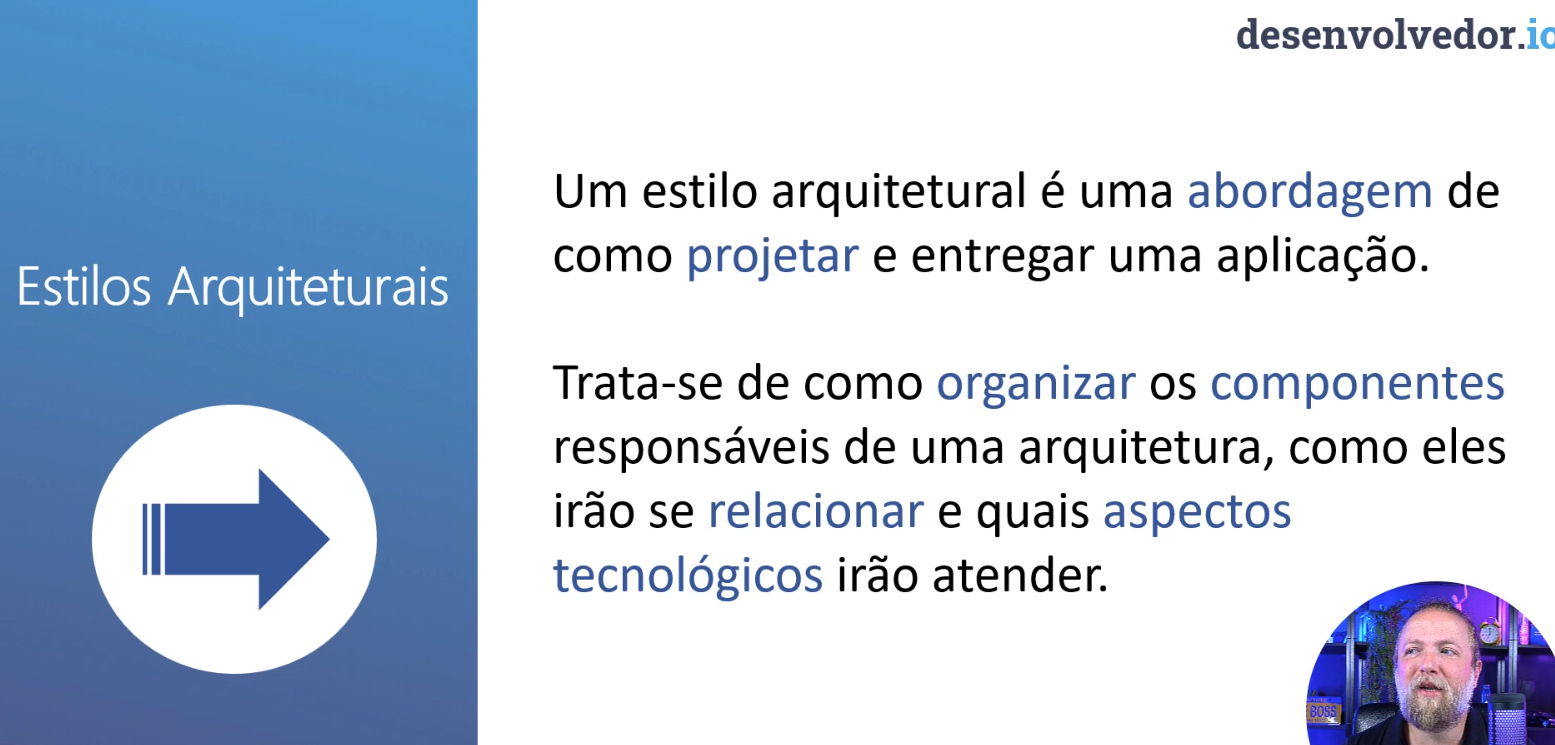 desenvolvedor.io
Estilos Arquiteturais
Um estilo arquitetural é uma abordagem de
como projetar e entregar uma aplicação.
Trata-se de como organizar os componentes
responsáveis de uma arquitetura, como eles
irão se relacionar e quais aspectos
tecnológicos irão atender.
BOSS